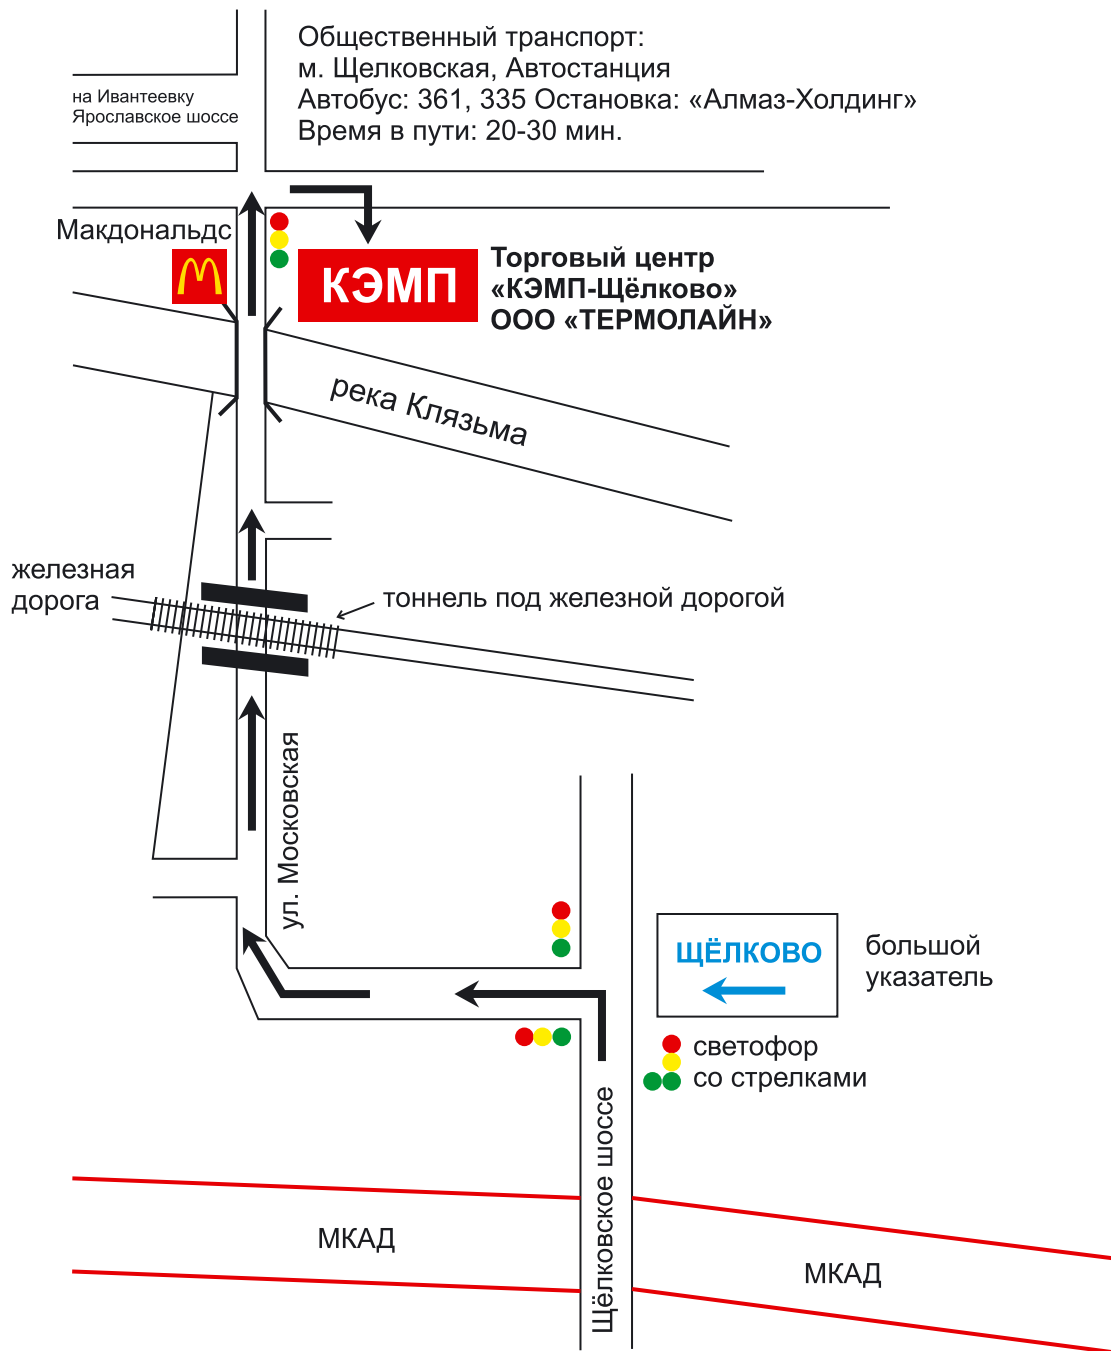 Общественный транспорт:
м. Щелковская, Автостанция
Автобус: 361, 335 Остановка: «Алмаз-Холдинг»
Время в пути: 20-30 мин.
на Ивантеевку
Ярославское шоссе
Макдональдс
КЭМП
Торговый центр
«КЭМП-Щёлково»
ООО «ТЕРМОЛАЙН»
река Клязьма
железная
дорога
тоннель под железной дорогой
ул. Московская
ЩЁЛКОВО
большой
указатель
светофор
со стрелками
Щёлковское шоссе
МКАД
МКАД